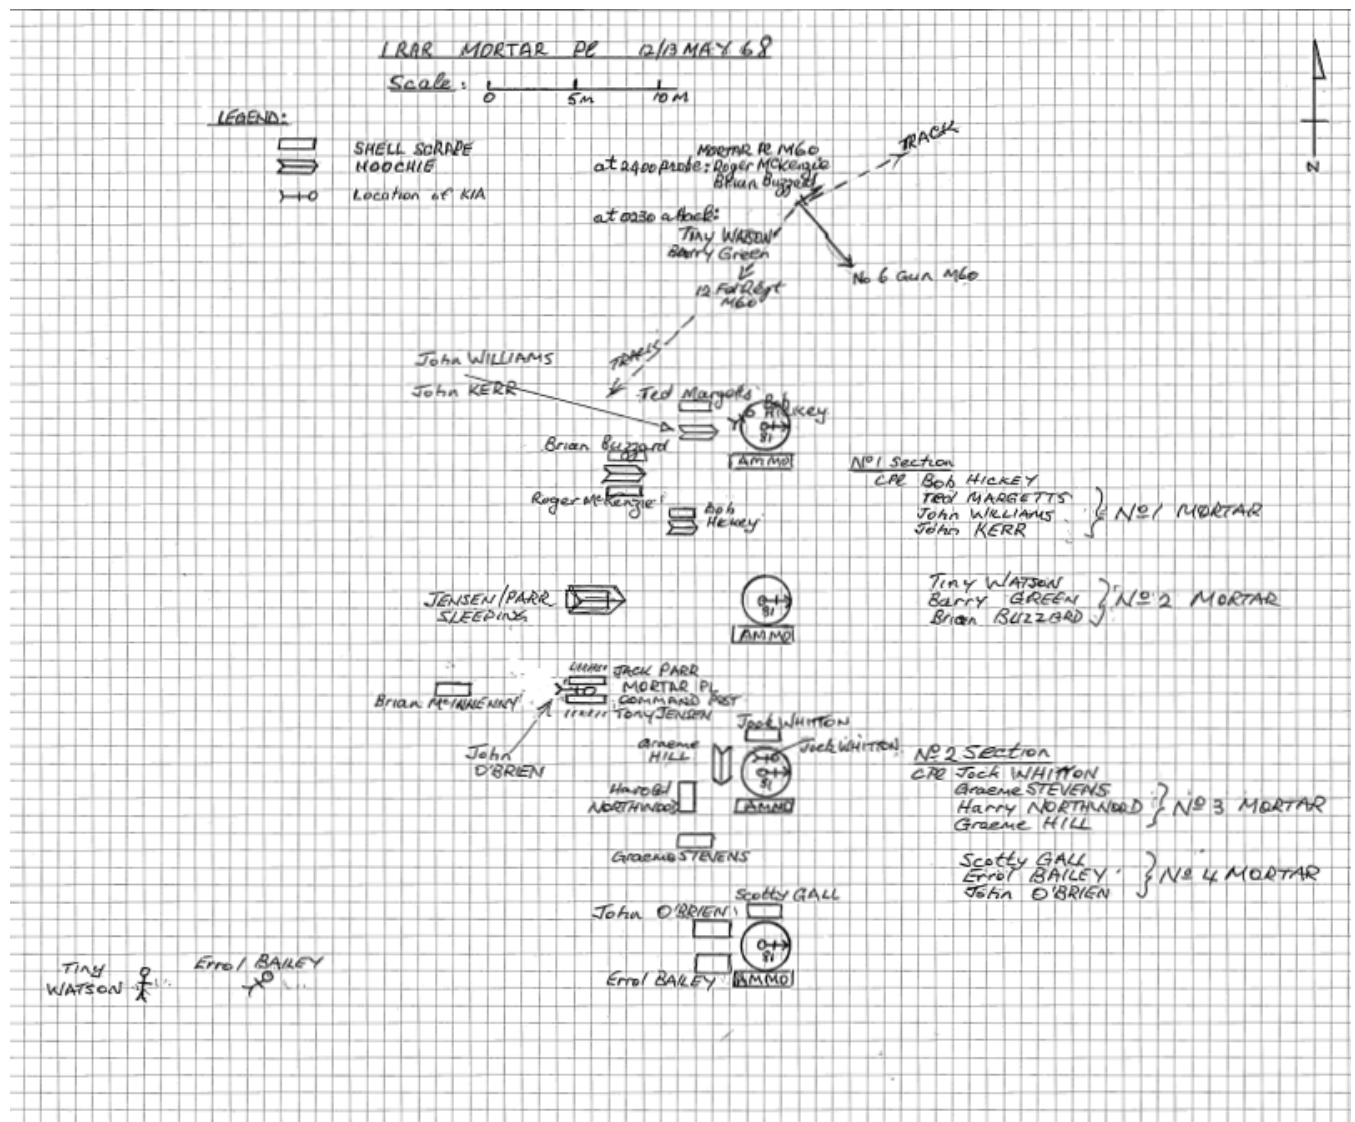 1RAR MORTAR Pl 12/13 MAY 68
Scale: 0 5M 10M
LEGEND:
SHELL SCRAPE
HOOCHIE
Location of KIA
N
TRACK
MORTAR Pl M60
at 2400 probe: Roger McKenzie
Brian Buzzard
at 0230 attack:
Tiny WATSON
Barry Green
No 6 Gun M60
12 Fd Regt
M60
TRACK
John WILLIAMS
John KERR
Ted Margetts
Bob
HICKEY
81
AMMO
Brian Buzzard
Roger McKenzie
Bob
Hickey
No 1 Section
CPL Bob HICKEY
Ted MARGETTS
John WILLIAMS
John KERR
No 1 MORTAR
JENSEN/PARR
SLEEPING
81
AMMO
Tiny WATSON
Barry GREEN
Brian BUZZARD
No 2 MORTAR
JACK PARR
MORTAR PL
COMMAND POST
Tony JENSEN
Brian McINNENNY
John
O'BRIEN
Jock WHITTON
Jock WHITTON
Graeme
HILL
81
AMMO
Harold
NORTHWOOD
Graeme STEVENS
No 2 Section
CPL Jock WHITTON
Graeme STEVENS
Harry NORTHWOOD
Graeme HILL
No 3 MORTAR
Scotty GALL
Errol BAILEY
John O'BRIEN
No 4 MORTAR
Scotty GALL
John O'BRIEN
81
Errol BAILEY
AMMO
Tiny
WATSON
Errol BAILEY